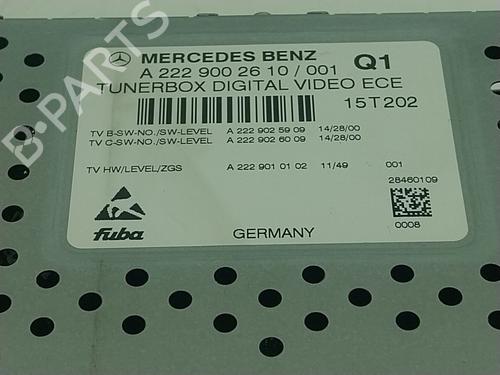 MERCEDES BENZ Q1
A 222 900 26 10 / 001
TUNERBOX DIGITAL VIDEO ECE
15T202
TV B-SW-NO./SW-LEVEL A 222 902 59 09 14/28/00
TV C-SW-NO./SW-LEVEL A 222 902 60 09 14/28/00
TV HW/LEVEL/ZGS A 222 901 01 02 11/49 001
28460109
0008
fuba
GERMANY
B-PARTS